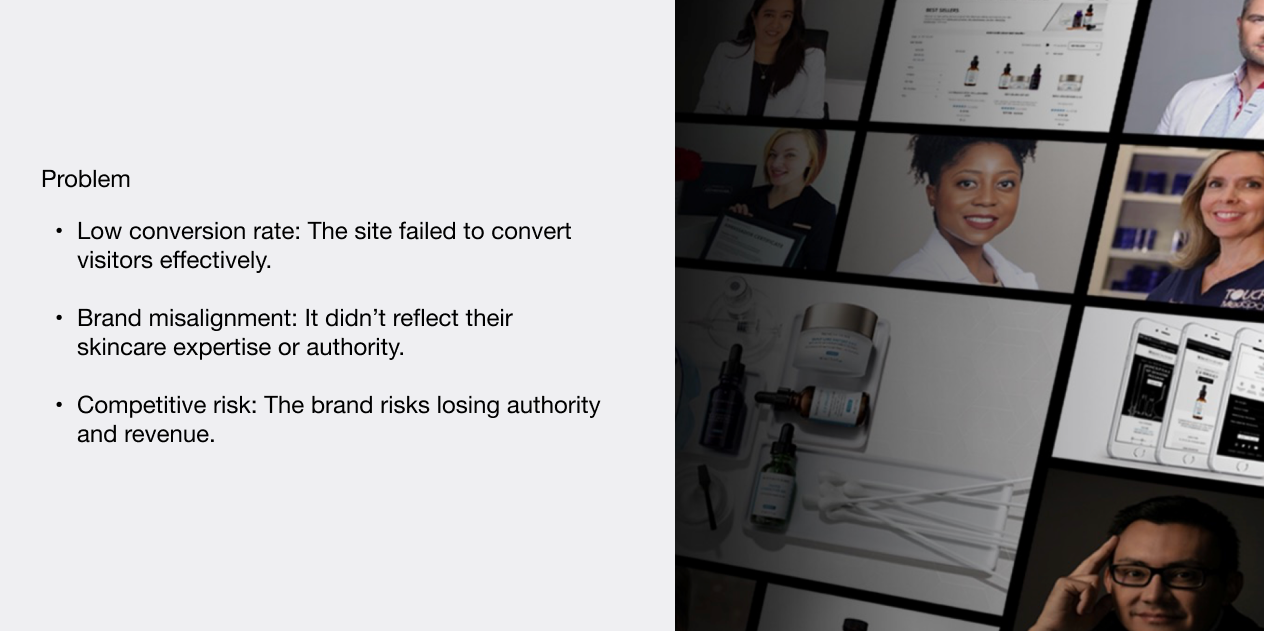 Problem
• Low conversion rate: The site failed to convert
visitors effectively.
• Brand misalignment: It didn’t reflect their
skincare expertise or authority.
• Competitive risk: The brand risks losing authority
and revenue.
BEST SELLERS